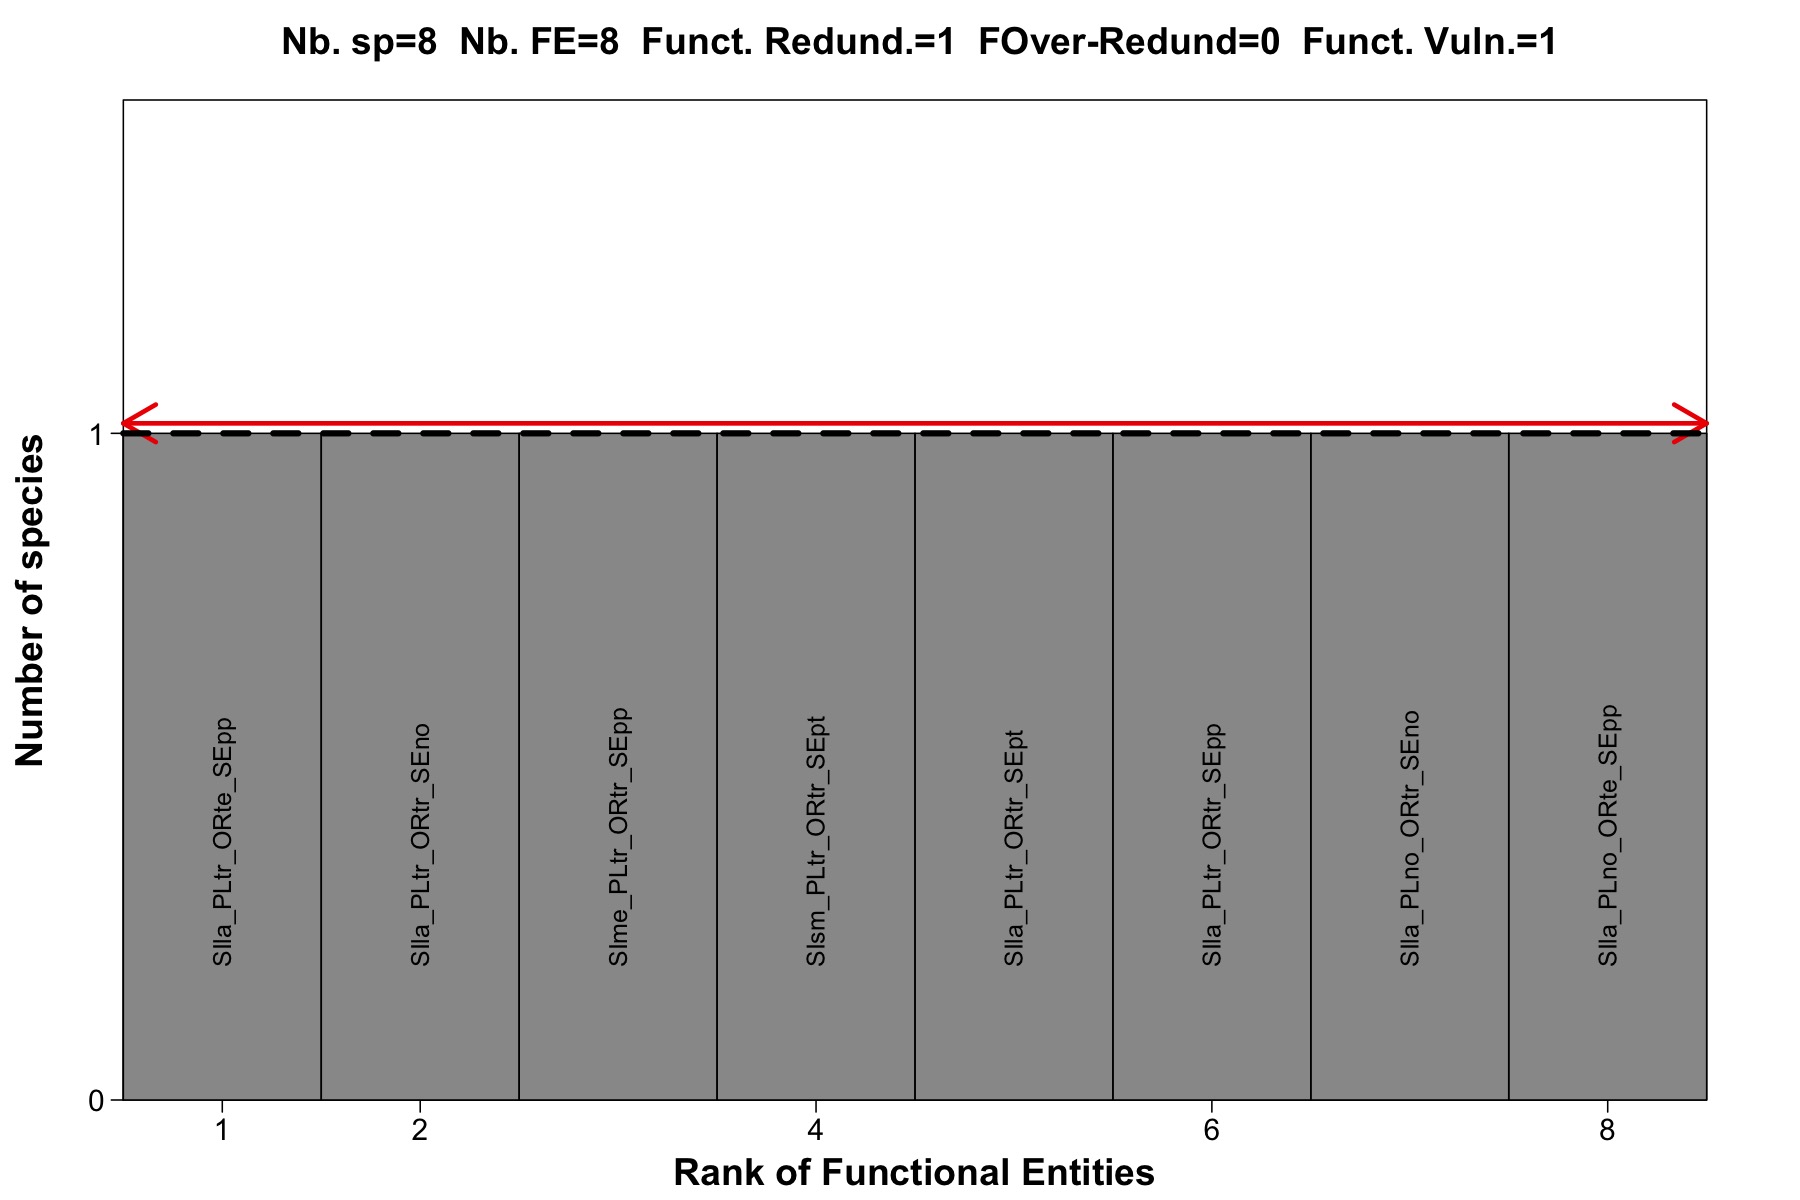 Nb. sp=8 Nb. FE=8 Funct. Redund.=1 FOver-Redund=0 Funct. Vuln.=1
Number of species
1
0
SIla_PLtr_ORte_SEpp
SIla_PLtr_ORtr_SEno
SIme_PLtr_ORtr_SEpp
SIsm_PLtr_ORtr_SEpt
SIla_PLtr_ORtr_SEpt
SIla_PLtr_ORtr_SEpp
SIla_PLno_ORtr_SEno
SIla_PLno_ORte_SEpp
1 2 4 6 8
Rank of Functional Entities